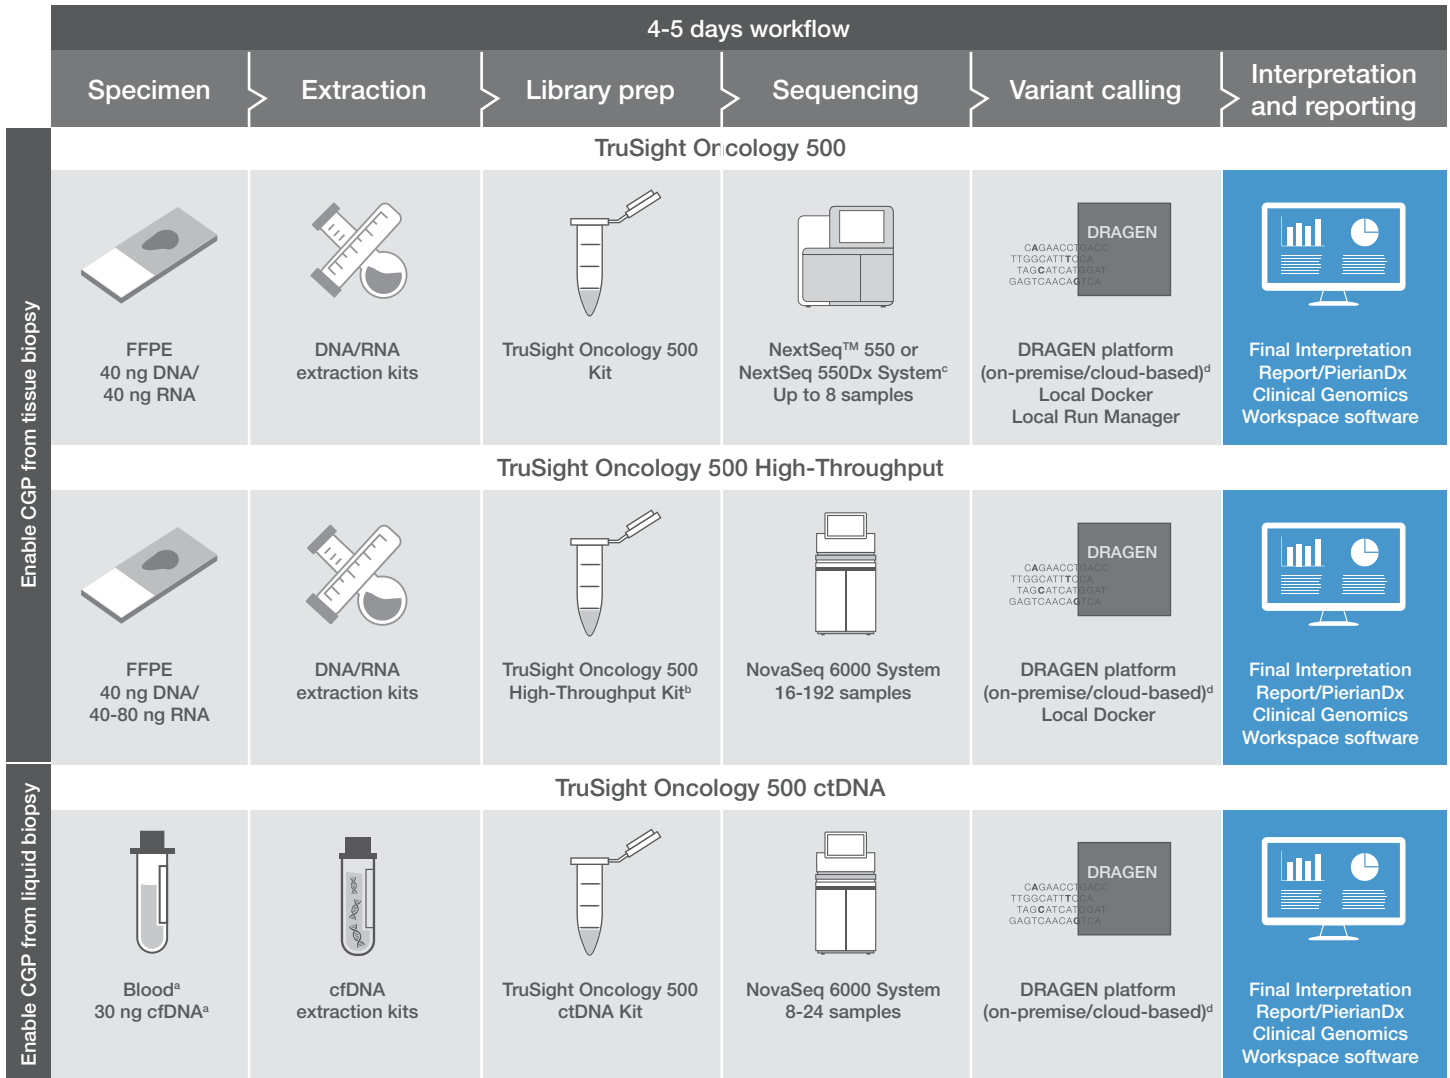 4-5 days workflow
Specimen
Extraction
Library prep
Sequencing
Variant calling
Interpretation
and reporting
Enable CGP from tissue biopsy
TruSight Oncology 500
FFPE
40 ng DNA/
40 ng RNA
DNA/RNA
extraction kits
TruSight Oncology 500
Kit
NextSeq™ 550 or
NextSeq 550Dx Systemᶜ
Up to 8 samples
DRAGEN
CAGAACCTGACC
TTGGCATTTCCA
TAGCATCATGGAT
GAGTCAACAGTCA
DRAGEN platform
(on-premise/cloud-based)ᵈ
Local Docker
Local Run Manager
Final Interpretation
Report/PierianDx
Clinical Genomics
Workspace software
TruSight Oncology 500 High-Throughput
FFPE
40 ng DNA/
40-80 ng RNA
DNA/RNA
extraction kits
TruSight Oncology 500
High-Throughput Kitᵇ
NovaSeq 6000 System
16-192 samples
DRAGEN
CAGAACCTGACC
TTGGCATTTCCA
TAGCATCATGGAT
GAGTCAACAGTCA
DRAGEN platform
(on-premise/cloud-based)ᵈ
Local Docker
Final Interpretation
Report/PierianDx
Clinical Genomics
Workspace software
Enable CGP from liquid biopsy
TruSight Oncology 500 ctDNA
Bloodᵃ
30 ng cfDNAᵃ
cfDNA
extraction kits
TruSight Oncology 500
ctDNA Kit
NovaSeq 6000 System
8-24 samples
DRAGEN
CAGAACCTGACC
TTGGCATTTCCA
TAGCATCATGGAT
GAGTCAACAGTCA
DRAGEN platform
(on-premise/cloud-based)ᵈ
Final Interpretation
Report/PierianDx
Clinical Genomics
Workspace software